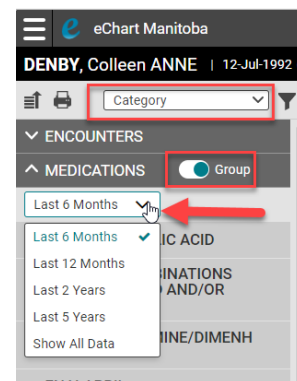 eChart Manitoba
DENBY, Colleen ANNE | 12-Jul-1992
Category
ENCOUNTERS
MEDICATIONS Group
Last 6 Months
Last 6 Months IC ACID
Last 12 Months
INATIONS
Last 2 Years AND/OR
Last 5 Years
Show All Data MINE/DIMENH